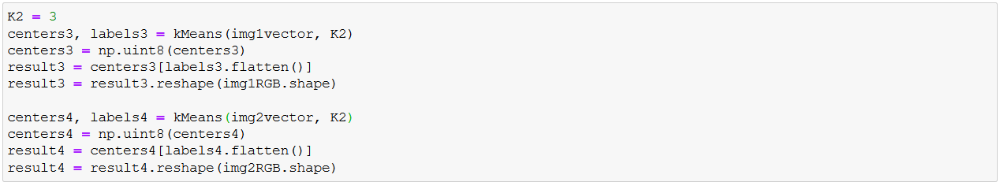 K2 = 3
centers3, labels3 = kMeans(img1vector, K2)
centers3 = np.uint8(centers3)
result3 = centers3[labels3.flatten()]
result3 = result3.reshape(img1RGB.shape)

centers4, labels4 = kMeans(img2vector, K2)
centers4 = np.uint8(centers4)
result4 = centers4[labels4.flatten()]
result4 = result4.reshape(img2RGB.shape)